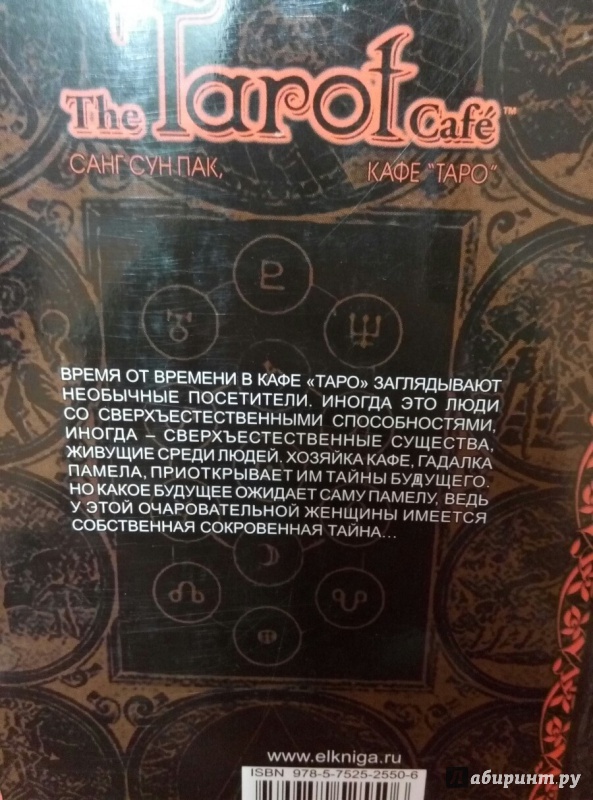 The Tarot Café™
САНГ СУН ПАК, КАФЕ "ТАРО"
ВРЕМЯ ОТ ВРЕМЕНИ В КАФЕ «ТАРО» ЗАГЛЯДЫВАЮТ
НЕОБЫЧНЫЕ ПОСЕТИТЕЛИ. ИНОГДА ЭТО ЛЮДИ
СО СВЕРХЪЕСТЕСТВЕННЫМИ СПОСОБНОСТЯМИ,
ИНОГДА – СВЕРХЪЕСТЕСТВЕННЫЕ СУЩЕСТВА,
ЖИВУЩИЕ СРЕДИ ЛЮДЕЙ. ХОЗЯЙКА КАФЕ, ГАДАЛКА
ПАМЕЛА, ПРИОТКРЫВАЕТ ИМ ТАЙНЫ БУДУЩЕГО.
НО КАКОЕ БУДУЩЕЕ ОЖИДАЕТ САМУ ПАМЕЛУ, ВЕДЬ
У ЭТОЙ ОЧАРОВАТЕЛЬНОЙ ЖЕНЩИНЫ ИМЕЕТСЯ
СОБСТВЕННАЯ СОКРОВЕННАЯ ТАЙНА...
www.elkniga.ru
ISBN 978-5-7525-2550-6
Лабиринт.ру